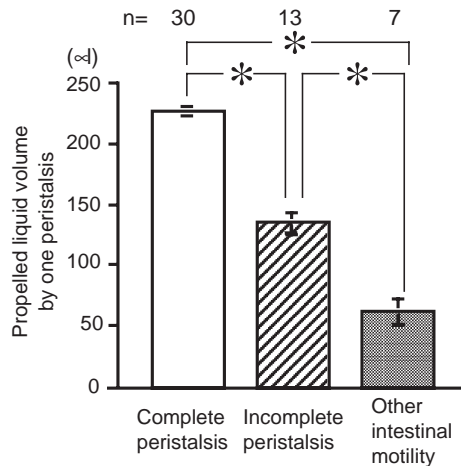 n= 30 13 7
*
(∝l)
* *
250
200
150
100
50
0
Propelled liquid volume
by one peristalsis
Complete
peristalsis
Incomplete
peristalsis
Other
intestinal
motility